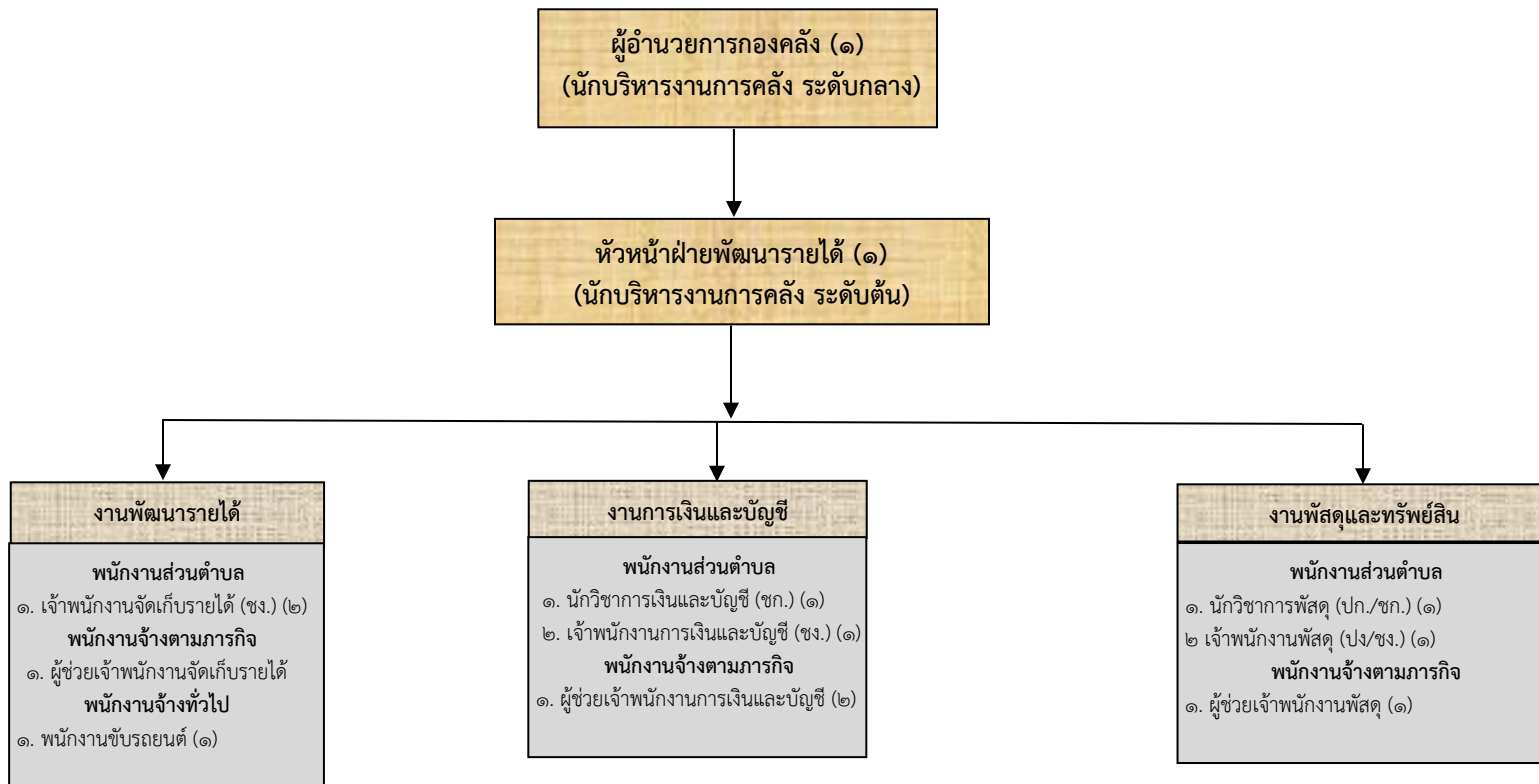 ผู้อำนวยการกองคลัง (๑)
(นักบริหารงานการคลัง ระดับกลาง)
หัวหน้าฝ่ายพัฒนารายได้ (๑)
(นักบริหารงานการคลัง ระดับต้น)
งานพัฒนารายได้
พนักงานส่วนตำบล
๑. เจ้าพนักงานจัดเก็บรายได้ (ชง.) (๒)
พนักงานจ้างตามภารกิจ
๑. ผู้ช่วยเจ้าพนักงานจัดเก็บรายได้
พนักงานจ้างทั่วไป
๑. พนักงานขับรถยนต์ (๑)
งานการเงินและบัญชี
พนักงานส่วนตำบล
๑. นักวิชาการเงินและบัญชี (ชก.) (๑)
๒. เจ้าพนักงานการเงินและบัญชี (ชง.) (๑)
พนักงานจ้างตามภารกิจ
๑. ผู้ช่วยเจ้าพนักงานการเงินและบัญชี (๒)
งานพัสดุและทรัพย์สิน
พนักงานส่วนตำบล
๑. นักวิชาการพัสดุ (ปก./ชก.) (๑)
๒ เจ้าพนักงานพัสดุ (ปง/ชง.) (๑)
พนักงานจ้างตามภารกิจ
๑. ผู้ช่วยเจ้าพนักงานพัสดุ (๑)